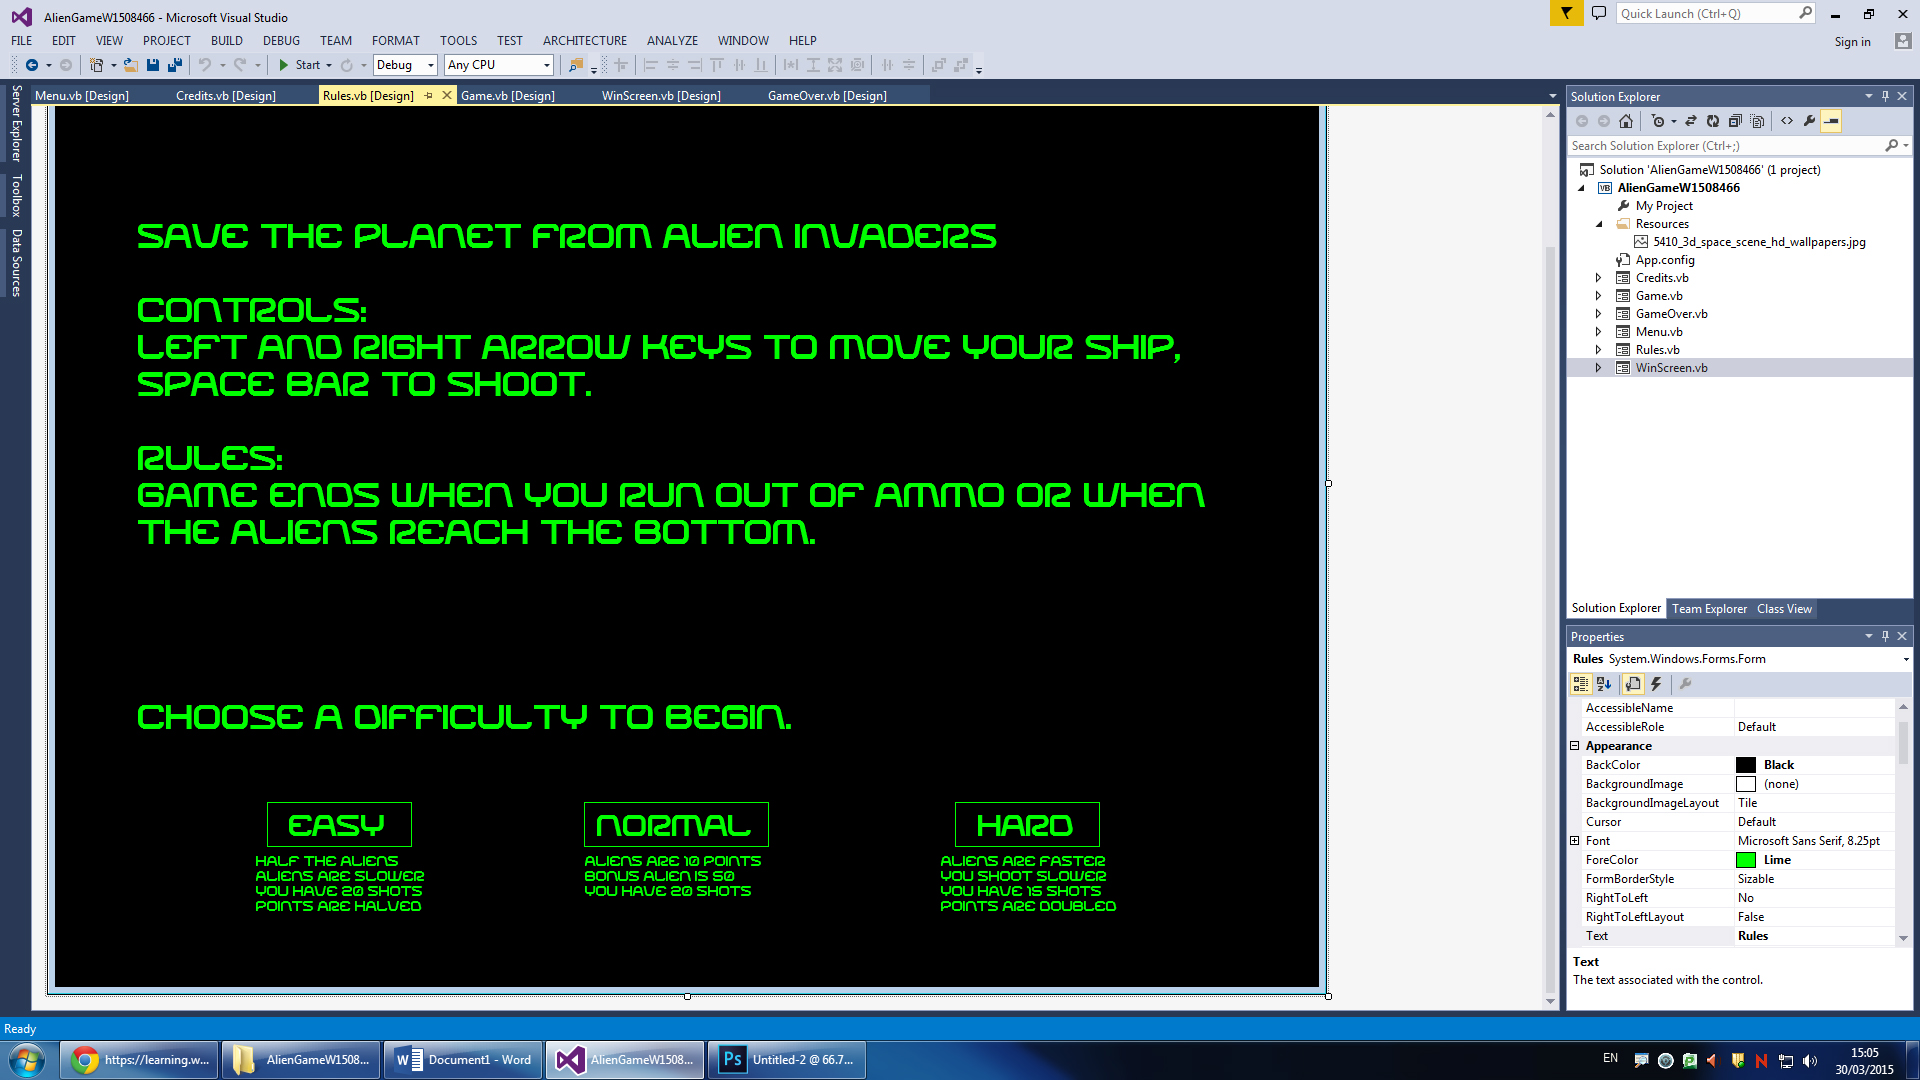 AlienGameW1508466 - Microsoft Visual Studio
Quick Launch (Ctrl+Q)
FILE EDIT VIEW PROJECT BUILD DEBUG TEAM FORMAT TOOLS TEST ARCHITECTURE ANALYZE WINDOW HELP
Sign in
Start Debug Any CPU
Server Explorer
Toolbox
Data Sources
Menu.vb [Design] Credits.vb [Design] Rules.vb [Design] Game.vb [Design] WinScreen.vb [Design] GameOver.vb [Design]
SAVE THE PLANET FROM ALIEN INVADERS
CONTROLS:
LEFT AND RIGHT ARROW KEYS TO MOVE YOUR SHIP,
SPACE BAR TO SHOOT.
RULES:
GAME ENDS WHEN YOU RUN OUT OF AMMO OR WHEN
THE ALIENS REACH THE BOTTOM.
CHOOSE A DIFFICULTY TO BEGIN.
EASY
HALF THE ALIENS
ALIENS ARE SLOWER
YOU HAVE 20 SHOTS
POINTS ARE HALVED
NORMAL
ALIENS ARE 10 POINTS
BONUS ALIEN IS 50
YOU HAVE 20 SHOTS
HARD
ALIENS ARE FASTER
YOU SHOOT SLOWER
YOU HAVE 15 SHOTS
POINTS ARE DOUBLED
Solution Explorer
Search Solution Explorer (Ctrl+;)
Solution 'AlienGameW1508466' (1 project)
VB AlienGameW1508466
My Project
Resources
5410_3d_space_scene_hd_wallpapers.jpg
App.config
Credits.vb
Game.vb
GameOver.vb
Menu.vb
Rules.vb
WinScreen.vb
Solution Explorer Team Explorer Class View
Properties
Rules System.Windows.Forms.Form
AccessibleName
AccessibleRole Default
Appearance
BackColor Black
BackgroundImage (none)
BackgroundImageLayout Tile
Cursor Default
Font Microsoft Sans Serif, 8.25pt
ForeColor Lime
FormBorderStyle Sizable
RightToLeft No
RightToLeftLayout False
Text Rules
Text
The text associated with the control.
Ready
https://learning.w... AlienGameW1508... Document1 - Word AlienGameW1508... Ps Untitled-2 @ 66.7...
EN
15:05
30/03/2015